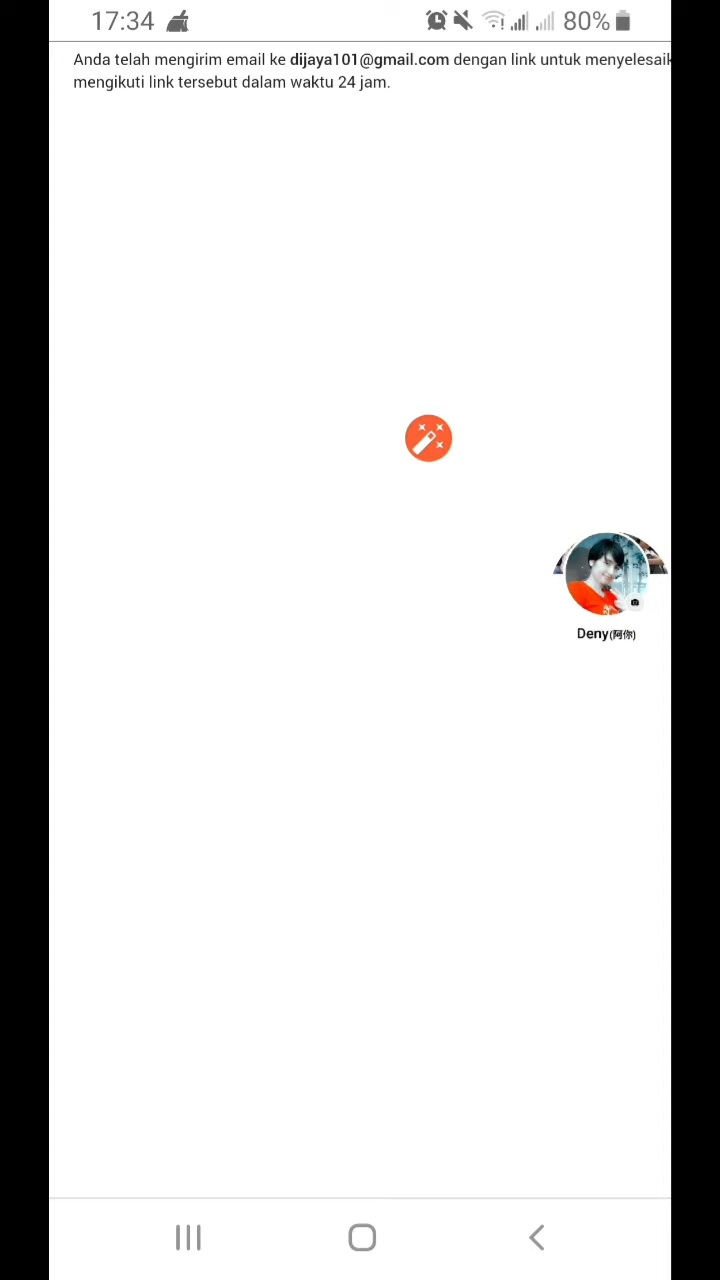 17:34
80%
Anda telah mengirim email ke dijaya101@gmail.com dengan link untuk
mengikuti link tersebut dalam waktu 24 jam.
Deny(阿你)